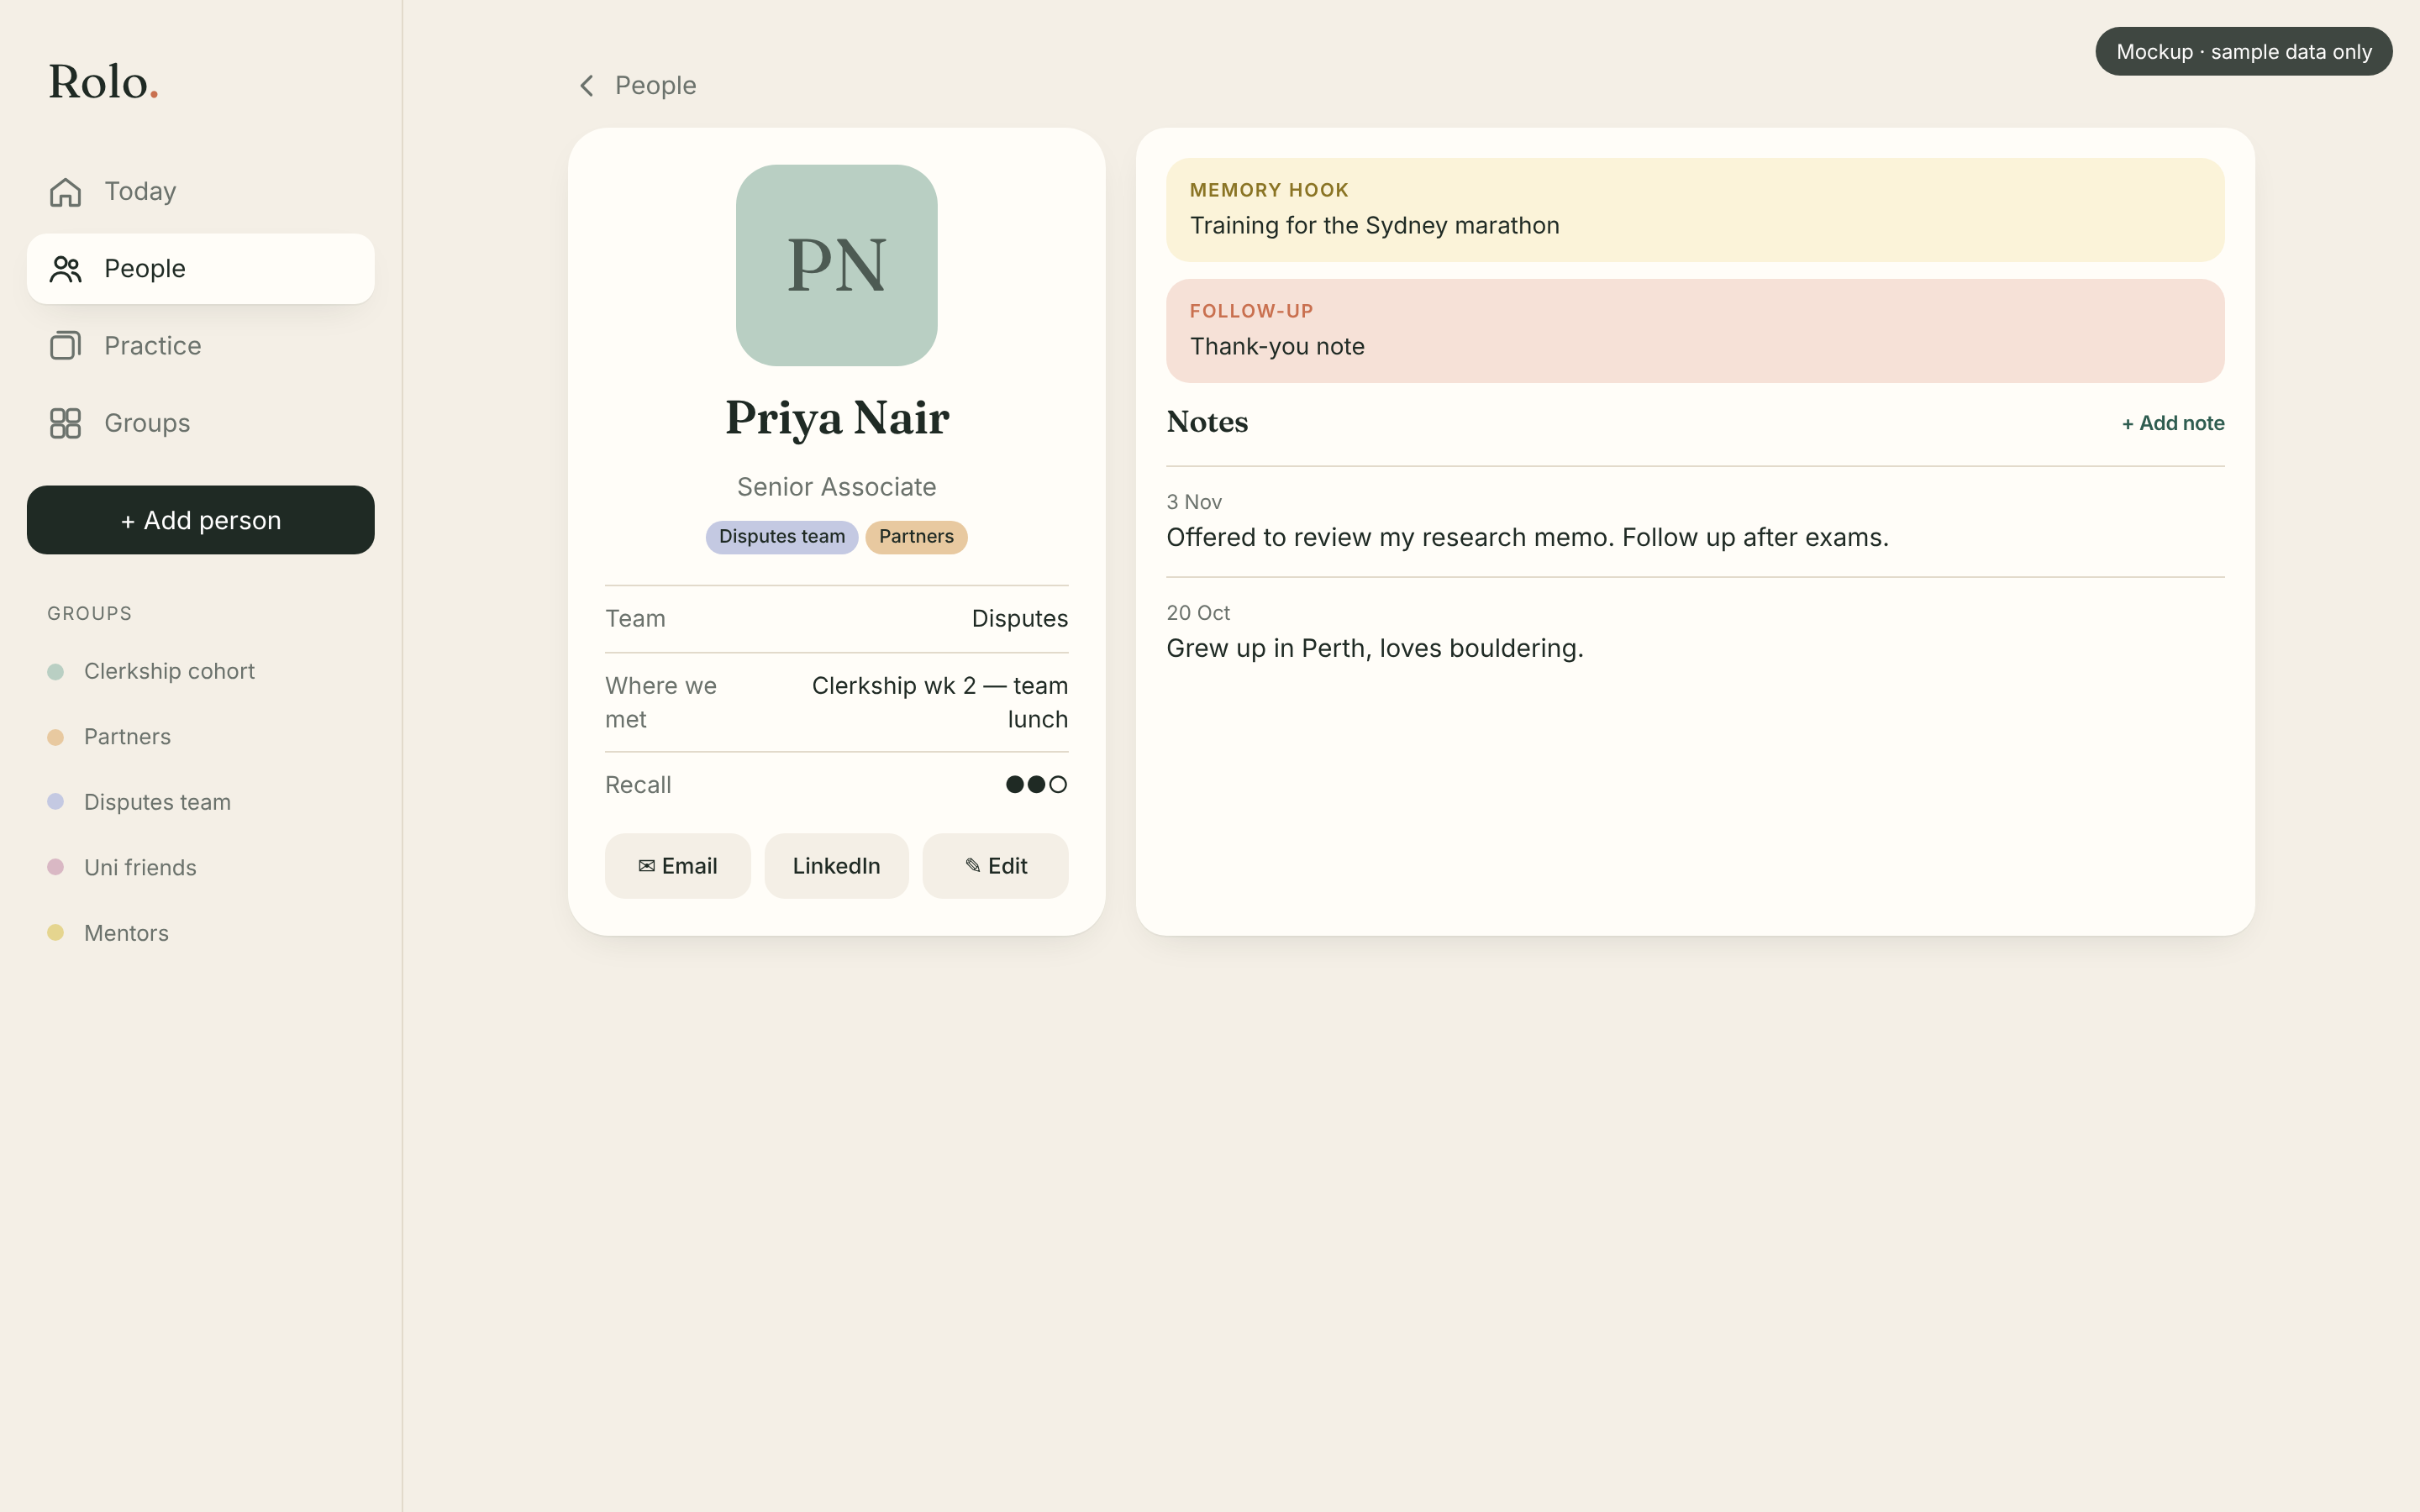 Rolo.
Today
People
Practice
Groups
+ Add person
GROUPS
Clerkship cohort
Partners
Disputes team
Uni friends
Mentors
Mockup · sample data only
People
PN
Priya Nair
Senior Associate
Disputes team
Partners
Team
Disputes
Where we
met
Clerkship wk 2 — team
lunch
Recall
✉ Email
LinkedIn
✎ Edit
MEMORY HOOK
Training for the Sydney marathon
FOLLOW-UP
Thank-you note
Notes
+ Add note
3 Nov
Offered to review my research memo. Follow up after exams.
20 Oct
Grew up in Perth, loves bouldering.